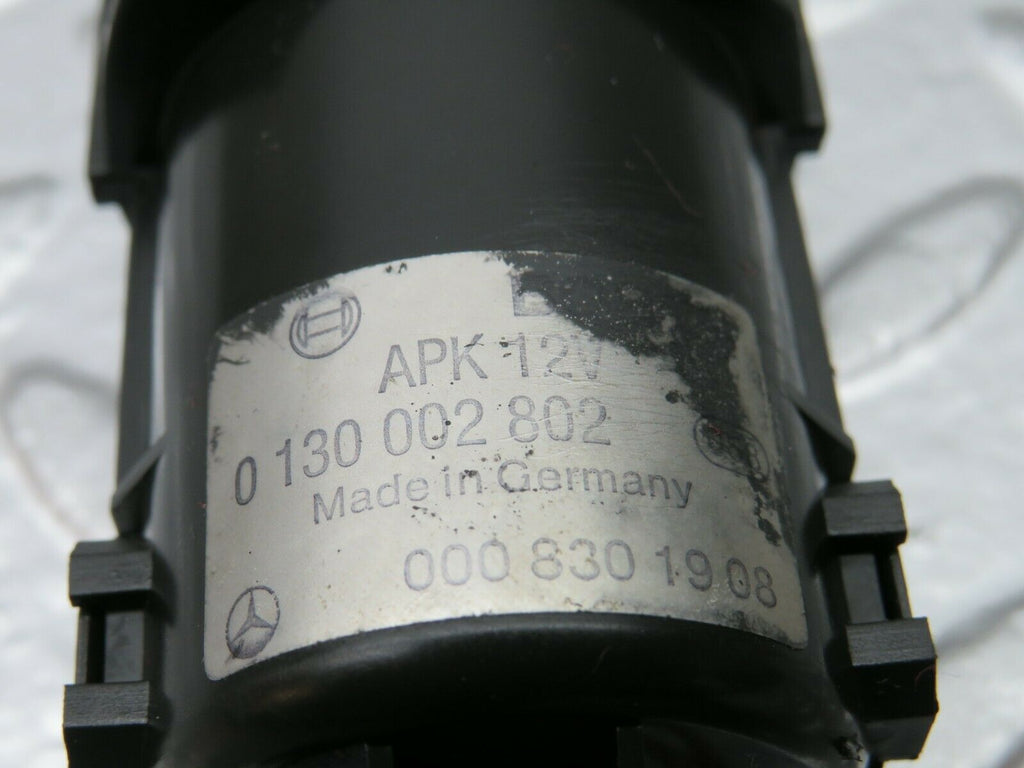 APK 12V
0 130 002 802
Made in Germany
000 830 19 08